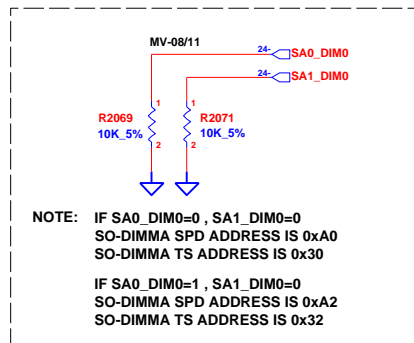 MV-08/11
24- SA0_DIM0
24- SA1_DIM0
1 1
R2069 R2071
10K_5% 10K_5%
2 2
NOTE: IF SA0_DIM0=0 , SA1_DIM0=0
SO-DIMMA SPD ADDRESS IS 0xA0
SO-DIMMA TS ADDRESS IS 0x30
IF SA0_DIM0=1 , SA1_DIM0=0
SO-DIMMA SPD ADDRESS IS 0xA2
SO-DIMMA TS ADDRESS IS 0x32